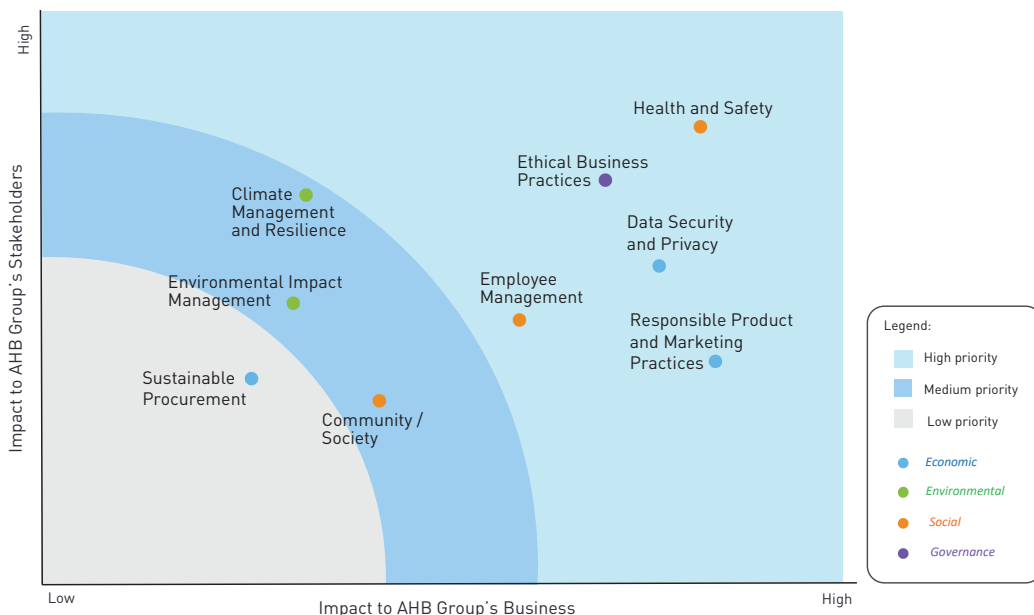 High
Impact to AHB Group's Stakeholders
Health and Safety
Ethical Business
Practices
Climate
Management
and Resilience
Data Security
and Privacy
Environmental Impact
Management
Employee
Management
Responsible Product
and Marketing
Practices
Sustainable
Procurement
Community /
Society
Low
Impact to AHB Group's Business
High
Legend:
High priority
Medium priority
Low priority
Economic
Environmental
Social
Governance